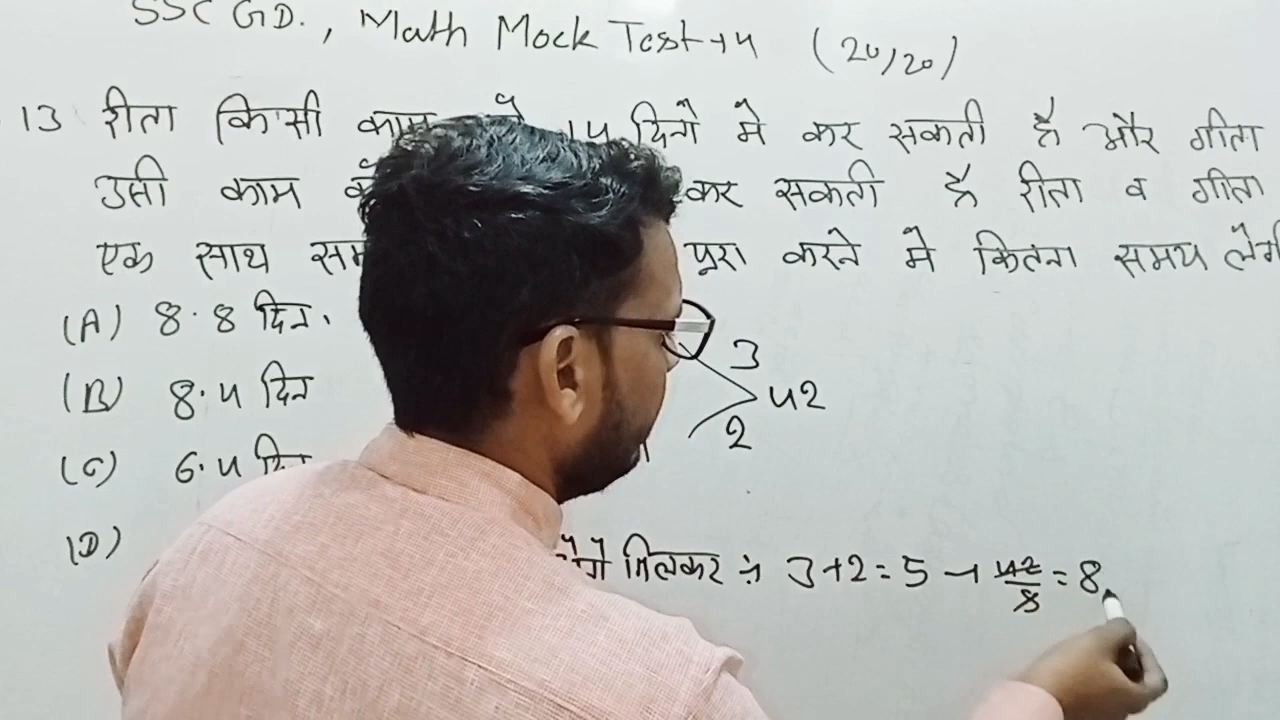 SSC GD., Math Mock Test-4 (20/20)
13 रीता किसी काम 14 दिनों मे कर सकती है और गीता
उसी काम कर सकती है रीता व गीता
एक साथ पूरा करने मे कितना समय लेगी
(A) 8.8 दिन.
(B) 8.4 दिन
(C) 6.4 दिन
(D)
3
42
2
मिलकर ÷ 3+2=5 → 42/5 = 8.